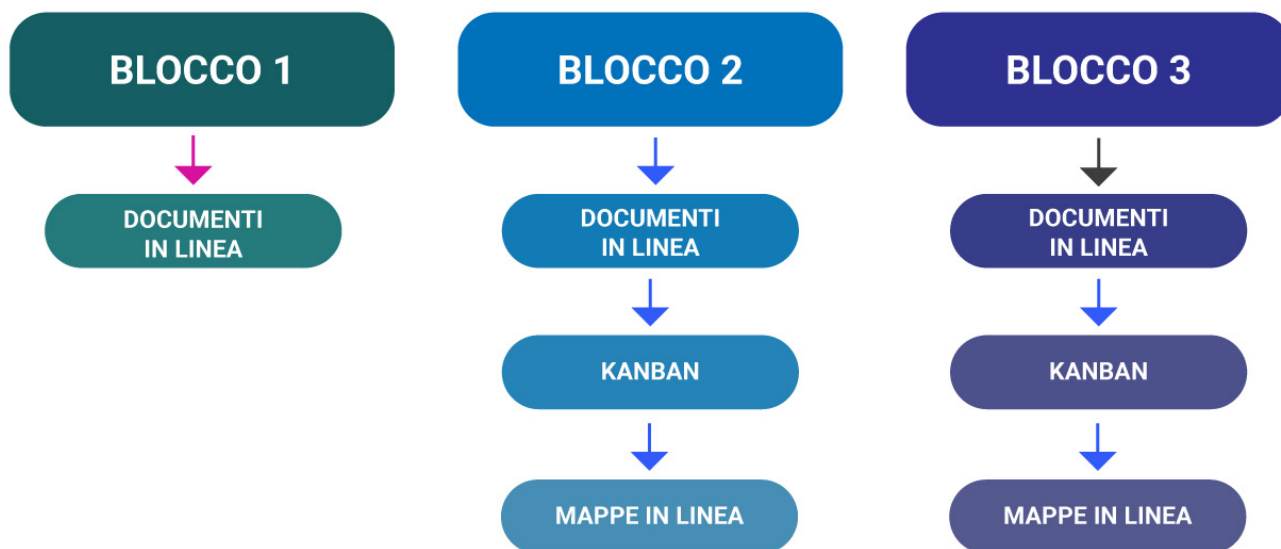 BLOCCO 1
DOCUMENTI
IN LINEA
BLOCCO 2
DOCUMENTI
IN LINEA
KANBAN
MAPPE IN LINEA
BLOCCO 3
DOCUMENTI
IN LINEA
KANBAN
MAPPE IN LINEA